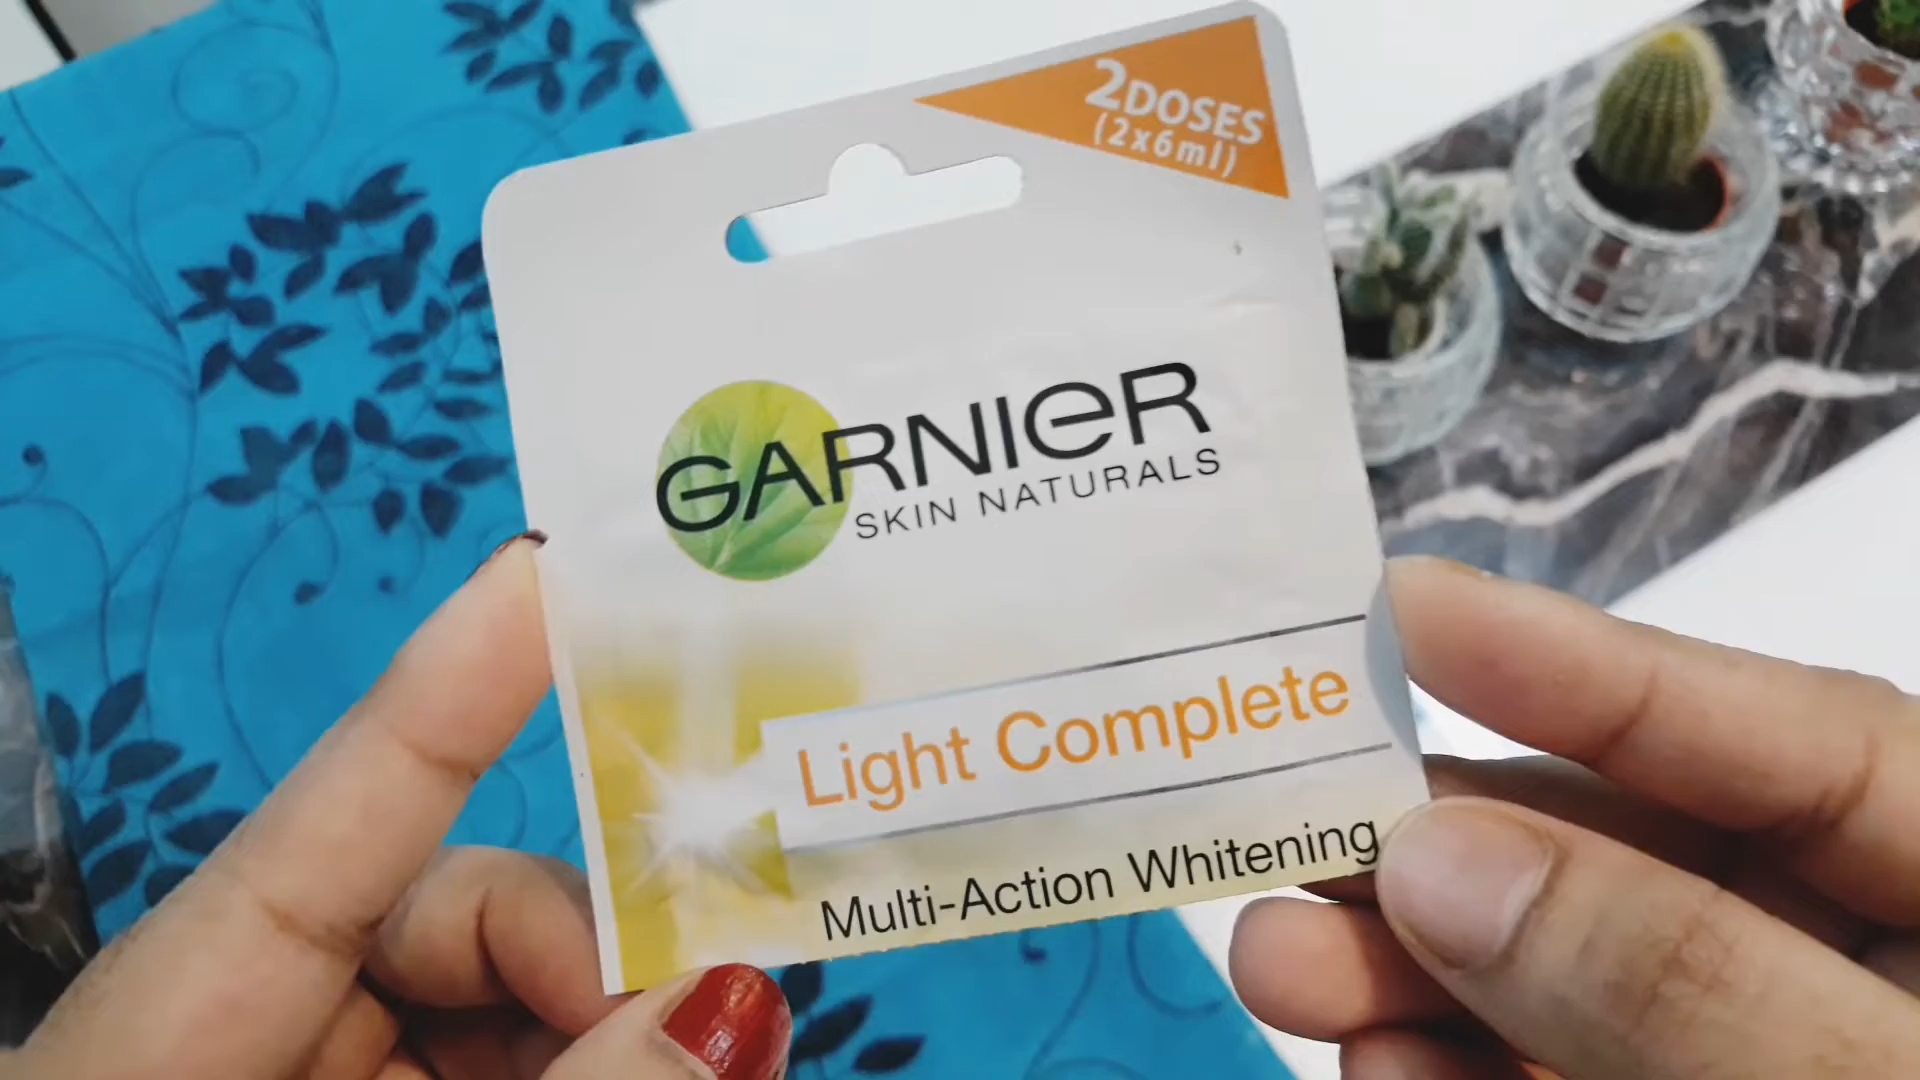 2DOSES
(2x6ml)
GARNIER
SKIN NATURALS
Light Complete
Multi-Action Whitening